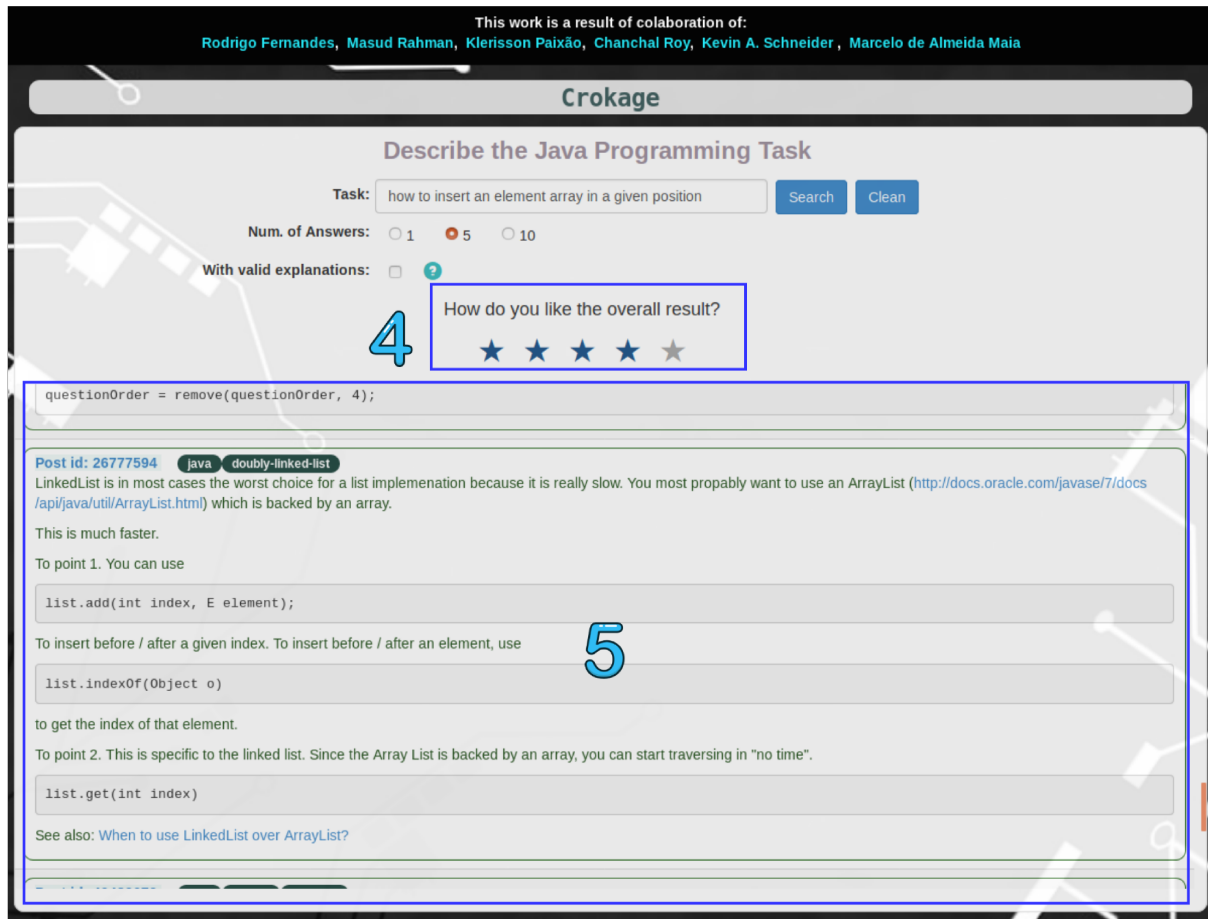 This work is a result of colaboration of:
Rodrigo Fernandes, Masud Rahman, Klerisson Paixão, Chanchal Roy, Kevin A. Schneider , Marcelo de Almeida Maia
Crokage
Describe the Java Programming Task
Task: how to insert an element array in a given position Search Clean
Num. of Answers: 1 5 10
With valid explanations: ?
How do you like the overall result?
4
questionOrder = remove(questionOrder, 4);
Post id: 26777594 java doubly-linked-list
LinkedList is in most cases the worst choice for a list implemenation because it is really slow. You most propably want to use an ArrayList (http://docs.oracle.com/javase/7/docs
/api/java/util/ArrayList.html) which is backed by an array.
This is much faster.
To point 1. You can use
list.add(int index, E element);
To insert before / after a given index. To insert before / after an element, use
5
list.indexOf(Object o)
to get the index of that element.
To point 2. This is specific to the linked list. Since the Array List is backed by an array, you can start traversing in "no time".
list.get(int index)
See also: When to use LinkedList over ArrayList?